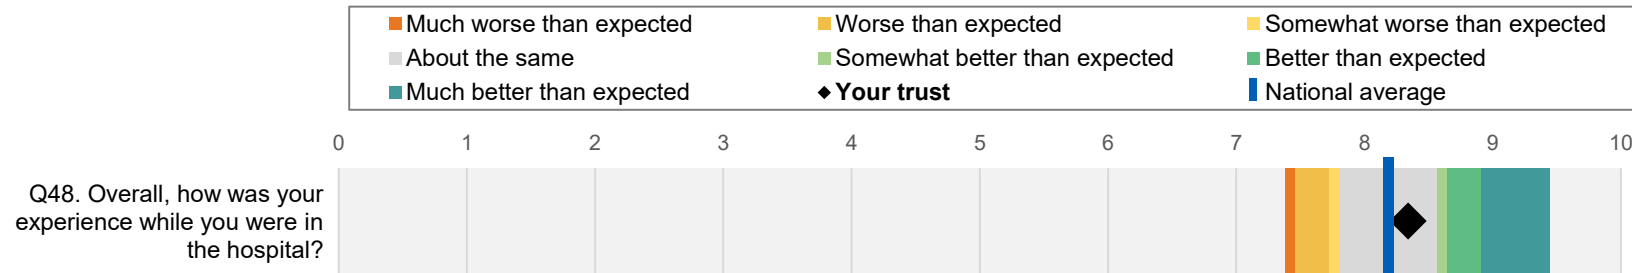 Much worse than expected
Worse than expected
Somewhat worse than expected
About the same
Somewhat better than expected
Better than expected
Much better than expected
Your trust
National average
0 1 2 3 4 5 6 7 8 9 10
Q48. Overall, how was your
experience while you were in
the hospital?